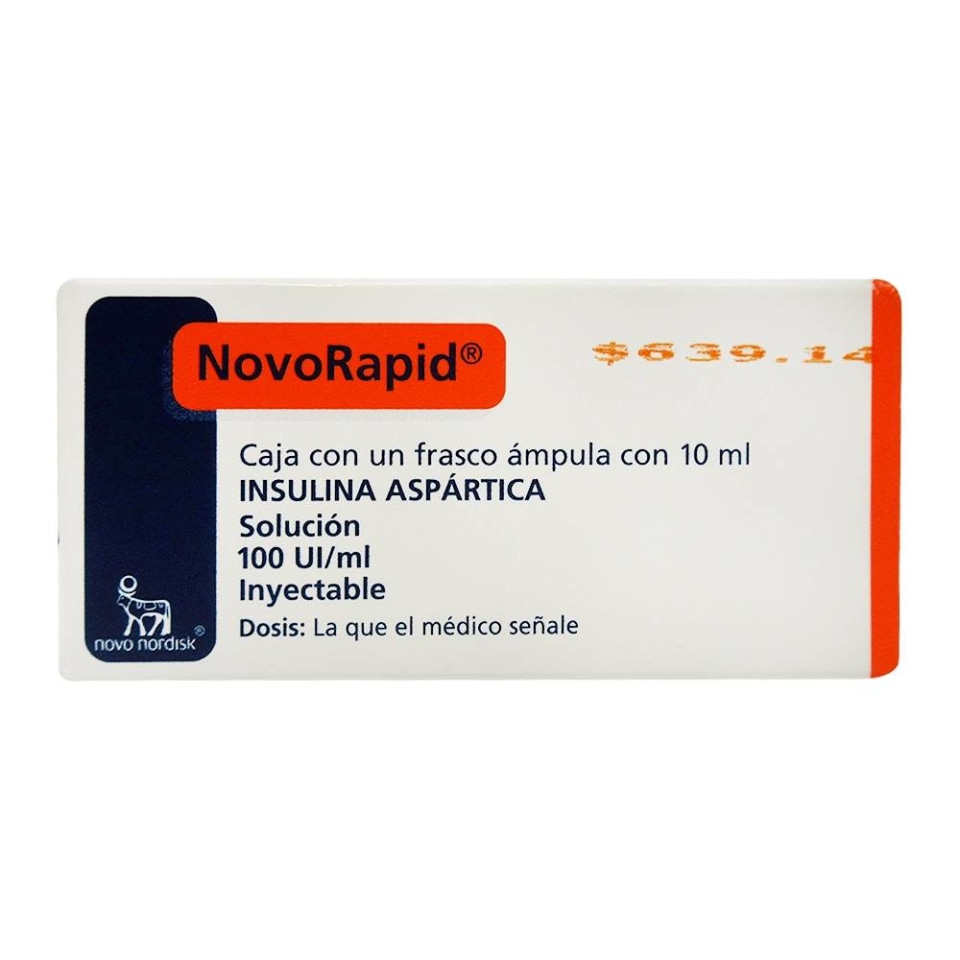 NovoRapid®
$639.14
Caja con un frasco ámpula con 10 ml
INSULINA ASPÁRTICA
Solución
100 UI/ml
Inyectable
Dosis: La que el médico señale
novo nordisk®